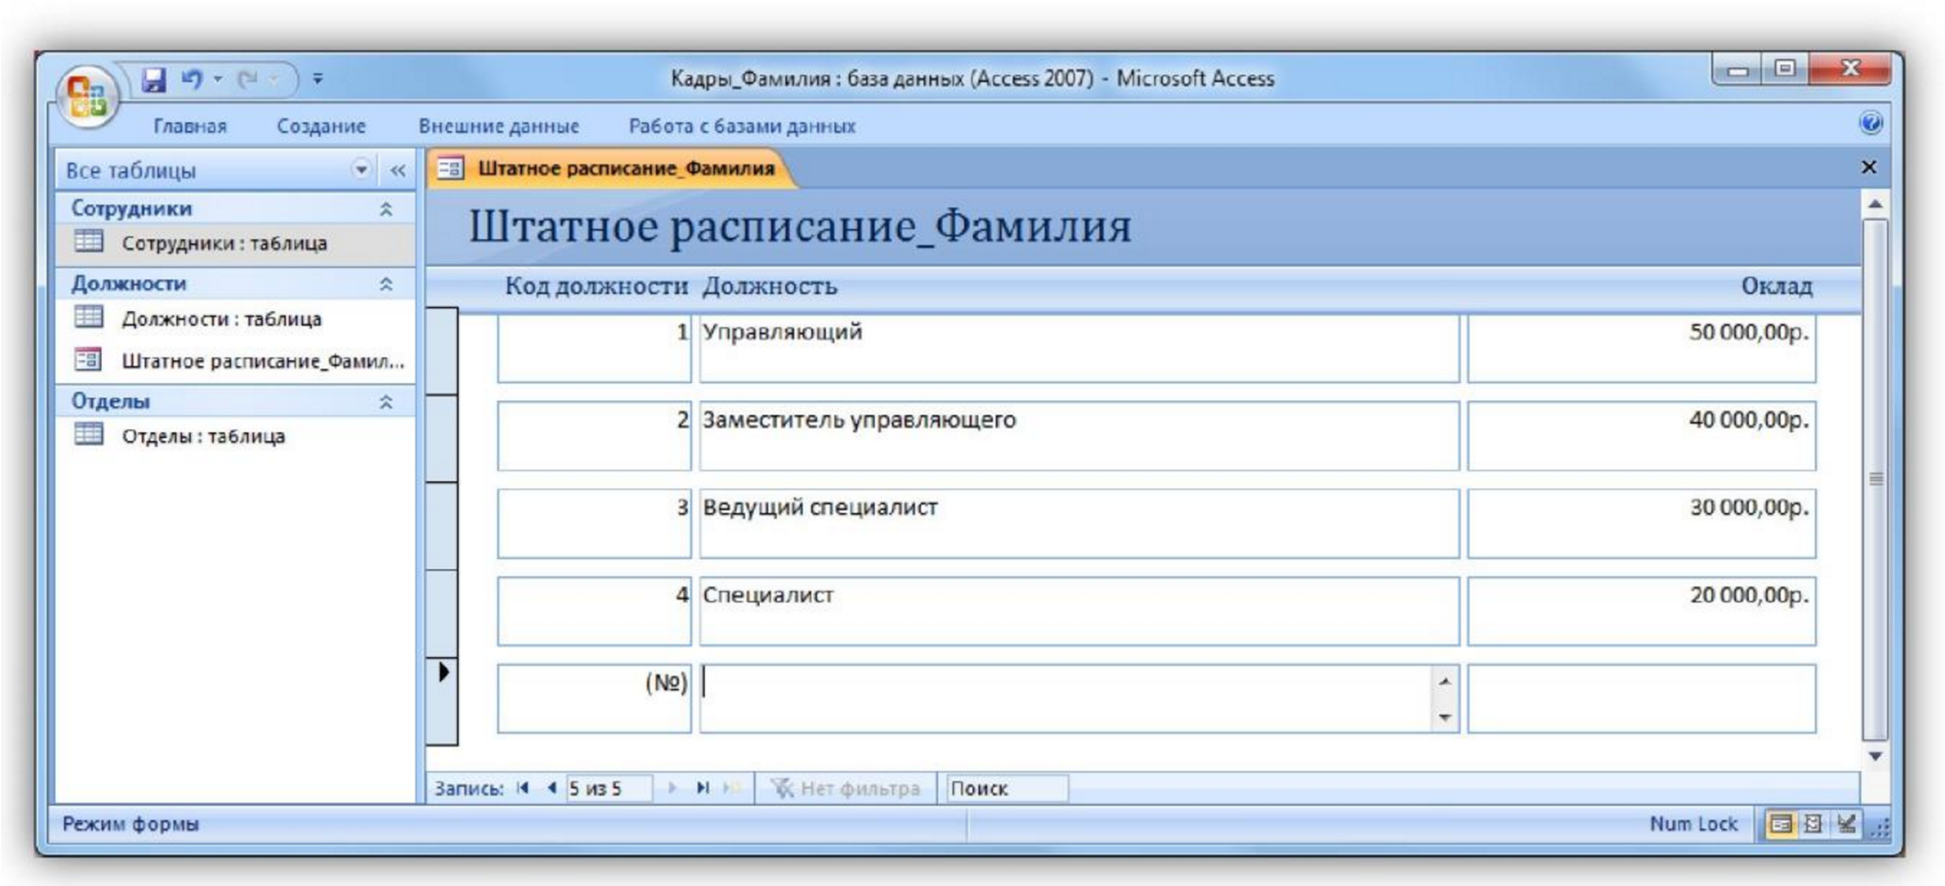 Кадры_Фамилия : база данных (Access 2007) - Microsoft Access
Главная Создание Внешние данные Работа с базами данных
Все таблицы
Штатное расписание_Фамилия
Сотрудники
Сотрудники : таблица
Должности
Должности : таблица
Штатное расписание_Фамил...
Отделы
Отделы : таблица
Штатное расписание_Фамилия
Код должности Должность Оклад
1 Управляющий 50 000,00р.
2 Заместитель управляющего 40 000,00р.
3 Ведущий специалист 30 000,00р.
4 Специалист 20 000,00р.
(№)
Запись: 5 из 5 Нет фильтра Поиск
Режим формы Num Lock